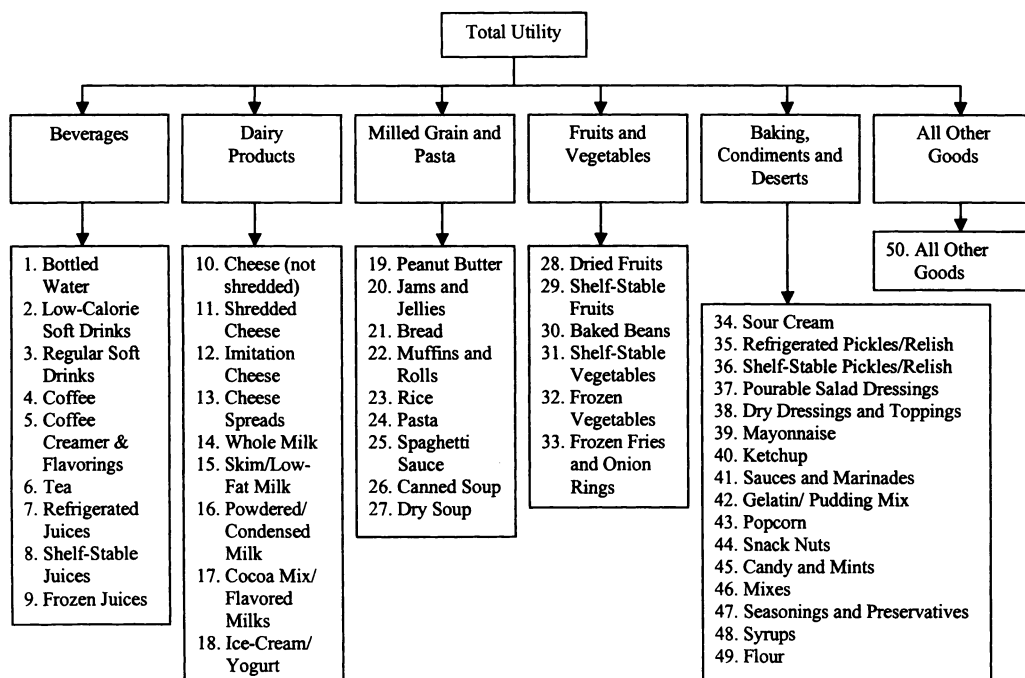 Total Utility
Beverages
Dairy
Products
Milled Grain and
Pasta
Fruits and
Vegetables
Baking,
Condiments and
Deserts
All Other
Goods
1. Bottled
Water
2. Low-Calorie
Soft Drinks
3. Regular Soft
Drinks
4. Coffee
5. Coffee
Creamer &
Flavorings
6. Tea
7. Refrigerated
Juices
8. Shelf-Stable
Juices
9. Frozen Juices
10. Cheese (not
shredded)
11. Shredded
Cheese
12. Imitation
Cheese
13. Cheese
Spreads
14. Whole Milk
15. Skim/Low-
Fat Milk
16. Powdered/
Condensed
Milk
17. Cocoa Mix/
Flavored
Milks
18. Ice-Cream/
Yogurt
19. Peanut Butter
20. Jams and
Jellies
21. Bread
22. Muffins and
Rolls
23. Rice
24. Pasta
25. Spaghetti
Sauce
26. Canned Soup
27. Dry Soup
28. Dried Fruits
29. Shelf-Stable
Fruits
30. Baked Beans
31. Shelf-Stable
Vegetables
32. Frozen
Vegetables
33. Frozen Fries
and Onion
Rings
34. Sour Cream
35. Refrigerated Pickles/Relish
36. Shelf-Stable Pickles/Relish
37. Pourable Salad Dressings
38. Dry Dressings and Toppings
39. Mayonnaise
40. Ketchup
41. Sauces and Marinades
42. Gelatin/ Pudding Mix
43. Popcorn
44. Snack Nuts
45. Candy and Mints
46. Mixes
47. Seasonings and Preservatives
48. Syrups
49. Flour
50. All Other
Goods